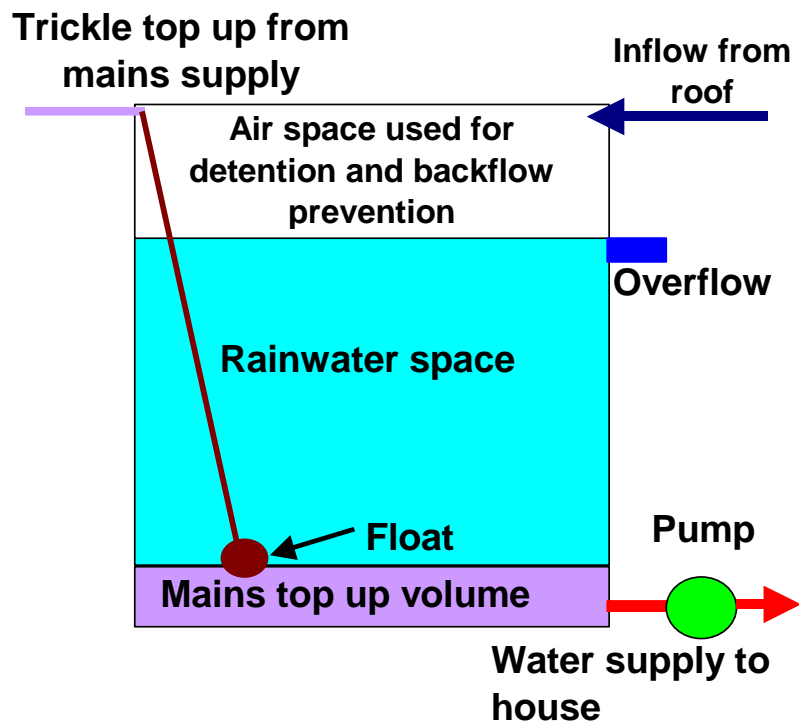 Trickle top up from
mains supply
Inflow from
roof
Air space used for
detention and backflow
prevention
Overflow
Rainwater space
Float
Pump
Mains top up volume
Water supply to
house